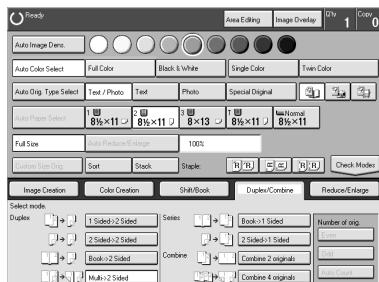 Ready
Area Editing Image Overlay Q'ty 1 Copy 0
Auto Image Dens.
Auto Color Select Full Color Black & White Single Color Twin Color
Auto Orig. Type Select Text / Photo Text Photo Special Original
Auto Paper Select 1 8½×11 2 8½×11 3 8×13 T 8½×11 Normal 8½×11
Full Size Auto Reduce/Enlarge 100%
Custom Size Orig. Sort Stack Staple: Check Modes
Image Creation Color Creation Shift/Book Duplex/Combine Reduce/Enlarge
Select mode.
Duplex 1 Sided->2 Sided Series Book->1 Sided Number of orig.
2 Sided->2 Sided 2 Sided->1 Sided Even
Book->2 Sided Combine Combine 2 originals Odd
Multi->2 Sided Combine 4 originals Auto Count